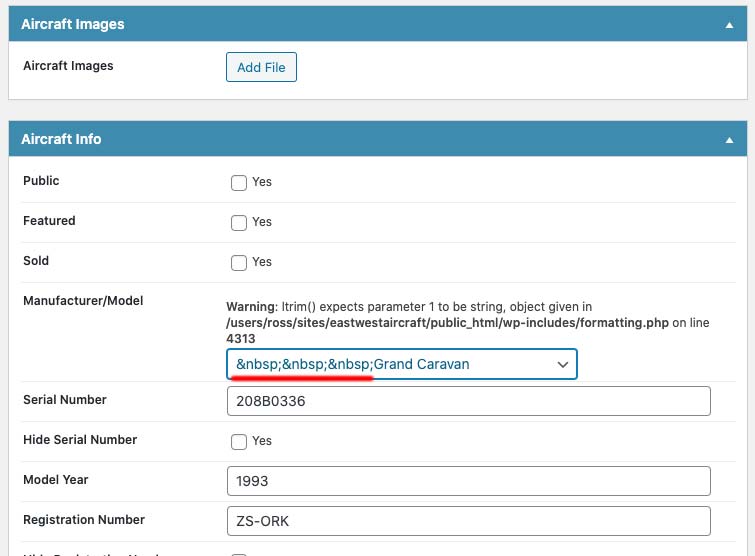 Aircraft Images
Aircraft Images
Add File
Aircraft Info
Public
Yes
Featured
Yes
Sold
Yes
Manufacturer/Model
Warning: ltrim() expects parameter 1 to be string, object given in
/users/ross/sites/eastwestaircraft/public_html/wp-includes/formatting.php on line
4313
&nbsp;&nbsp;&nbsp;Grand Caravan
Serial Number
208B0336
Hide Serial Number
Yes
Model Year
1993
Registration Number
ZS-ORK